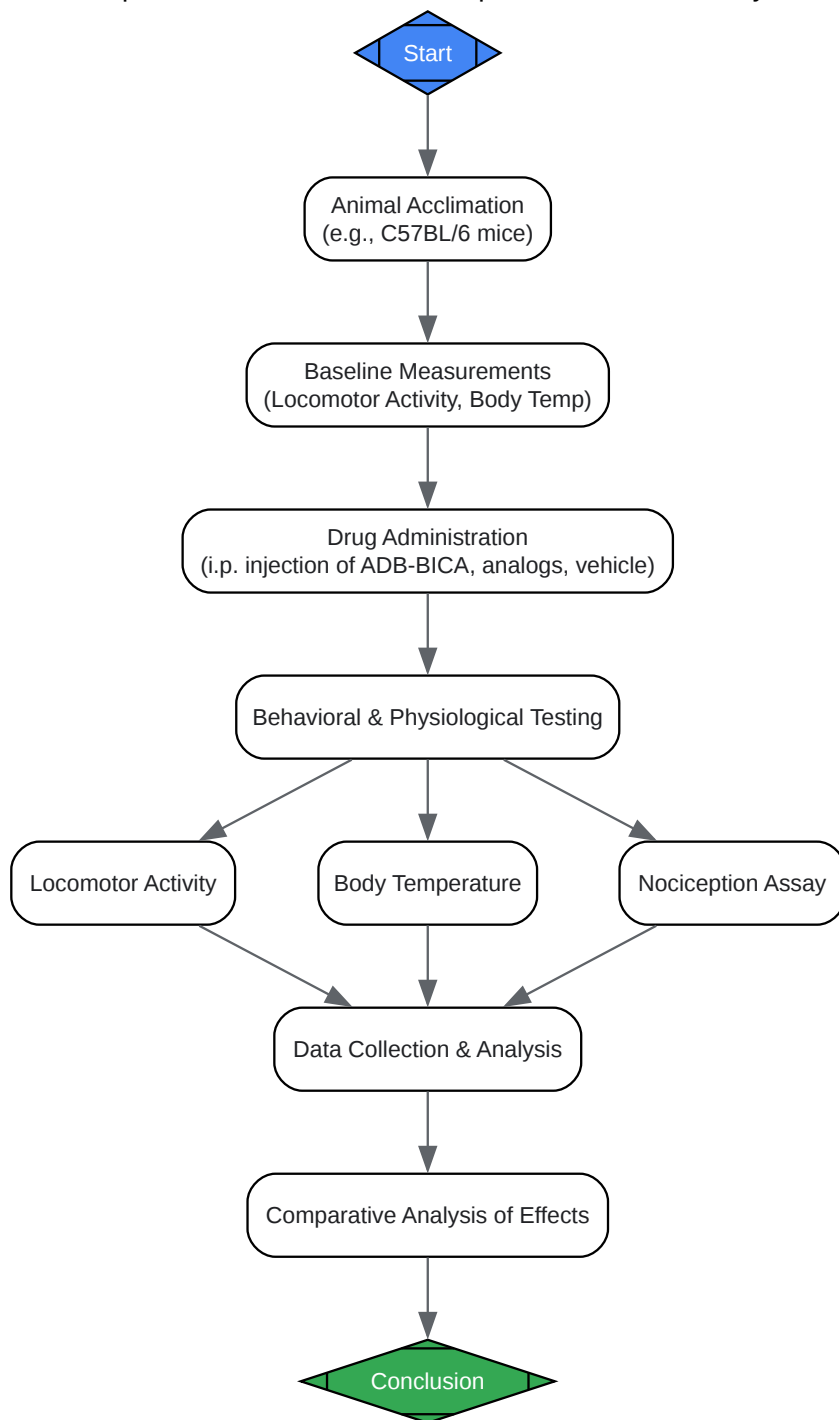 Start
Animal Acclimation
(e.g., C57BL/6 mice)
Baseline Measurements
(Locomotor Activity, Body Temp)
Drug Administration
(i.p. injection of ADB-BICA, analogs, vehicle)
Behavioral & Physiological Testing
Locomotor Activity
Body Temperature
Nociception Assay
Data Collection & Analysis
Comparative Analysis of Effects
Conclusion